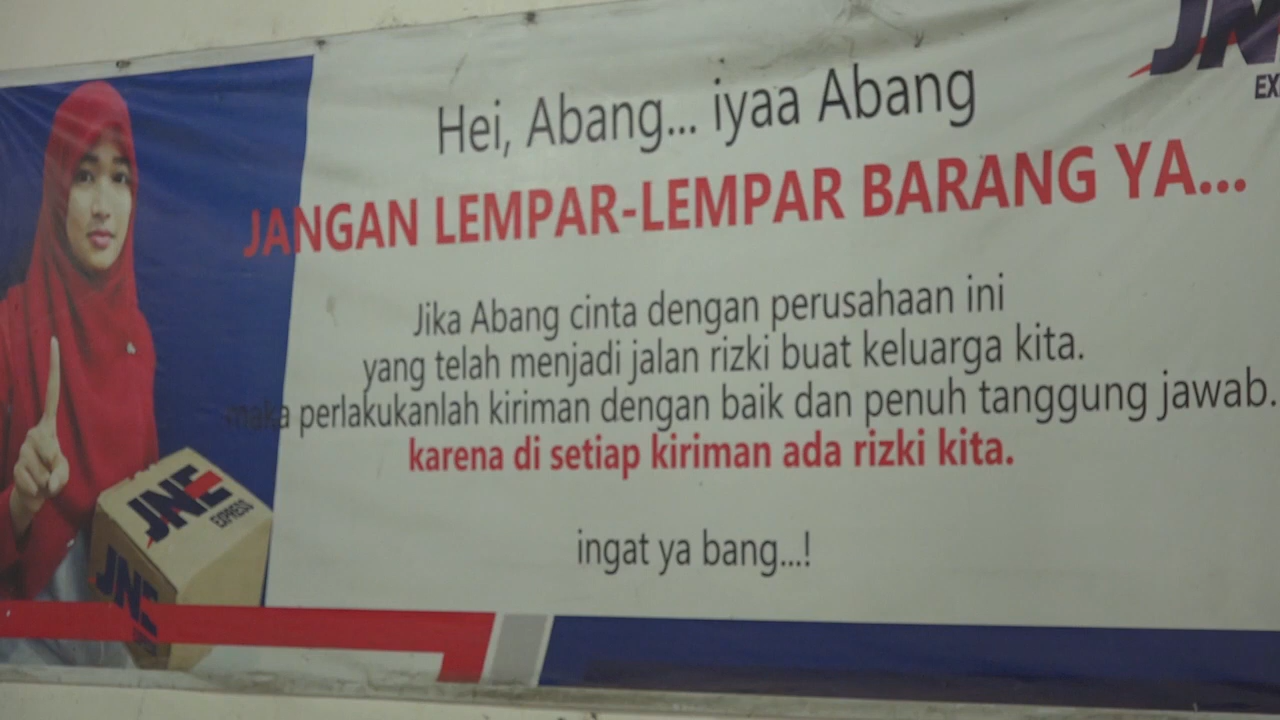 JNE
EXPRESS
Hei, Abang... iyaa Abang
JANGAN LEMPAR-LEMPAR BARANG YA...
Jika Abang cinta dengan perusahaan ini
yang telah menjadi jalan rizki buat keluarga kita.
maka perlakukanlah kiriman dengan baik dan penuh tanggung jawab.
karena di setiap kiriman ada rizki kita.
JNE
EXPRESS
JNE
ingat ya bang...!